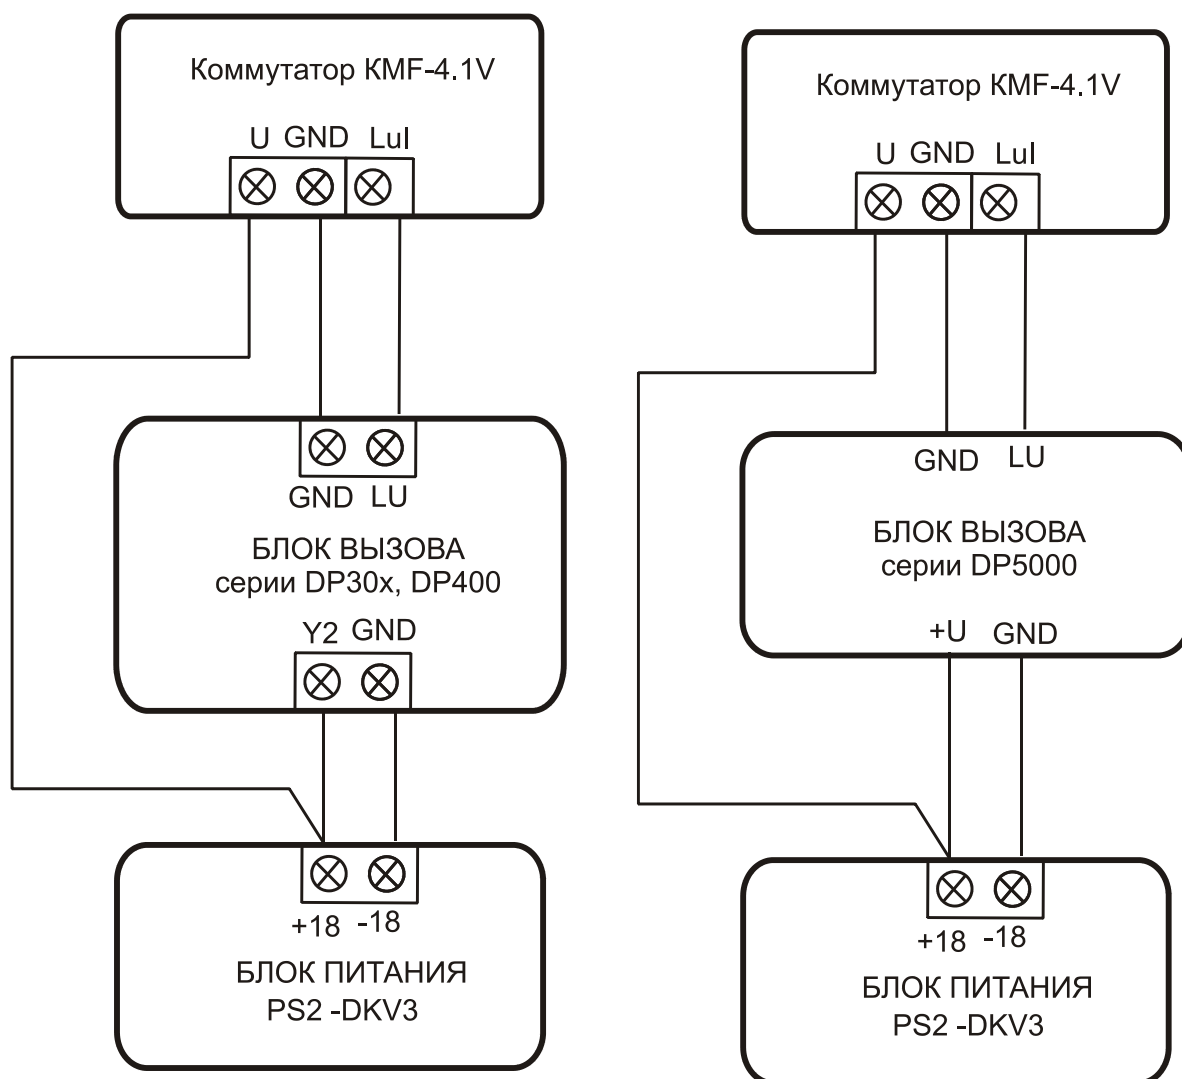 Коммутатор KMF-4.1V
U GND LuI
GND LU
БЛОК ВЫЗОВА
серии DP30x, DP400
Y2 GND
+18 -18
БЛОК ПИТАНИЯ
PS2 -DKV3
Коммутатор KMF-4.1V
U GND LuI
GND LU
БЛОК ВЫЗОВА
серии DP5000
+U GND
+18 -18
БЛОК ПИТАНИЯ
PS2 -DKV3